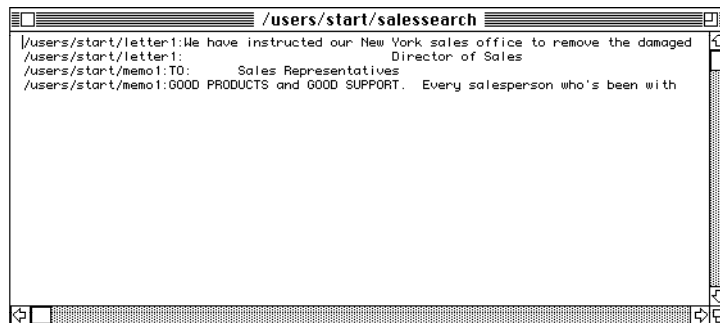 /users/start/salessearch
/users/start/letter1:We have instructed our New York sales office to remove the damaged
/users/start/letter1:                              Director of Sales
/users/start/memo1:TO:       Sales Representatives
/users/start/memo1:GOOD PRODUCTS and GOOD SUPPORT.  Every salesperson who's been with